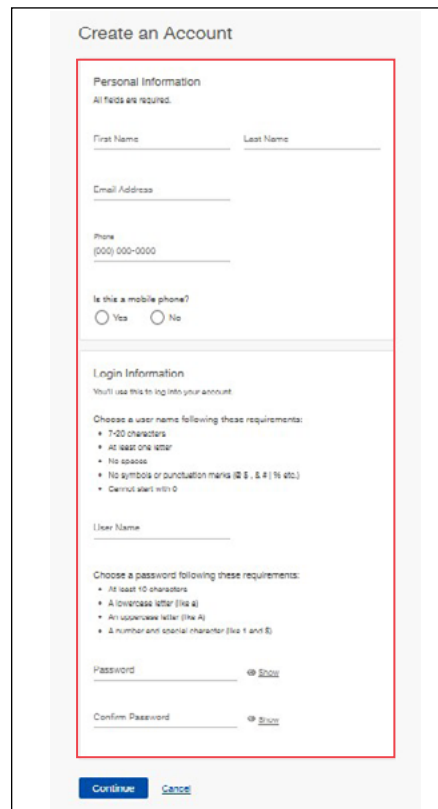 Create an Account
Personal Information
All fields are required.
First Name Last Name
Email Address
Phone
(000) 000-0000
Is this a mobile phone?
Yes No
Login Information
You'll use this to log into your account.
Choose a user name following these requirements:
• 7-20 characters
• At least one letter
• No spaces
• No symbols or punctuation marks (@ $ , & # | % etc.)
• Cannot start with 0
User Name
Choose a password following these requirements:
• At least 10 characters
• A lowercase letter (like a)
• An uppercase letter (like A)
• A number and special character (like 1 and $)
Password Show
Confirm Password Show
Continue Cancel